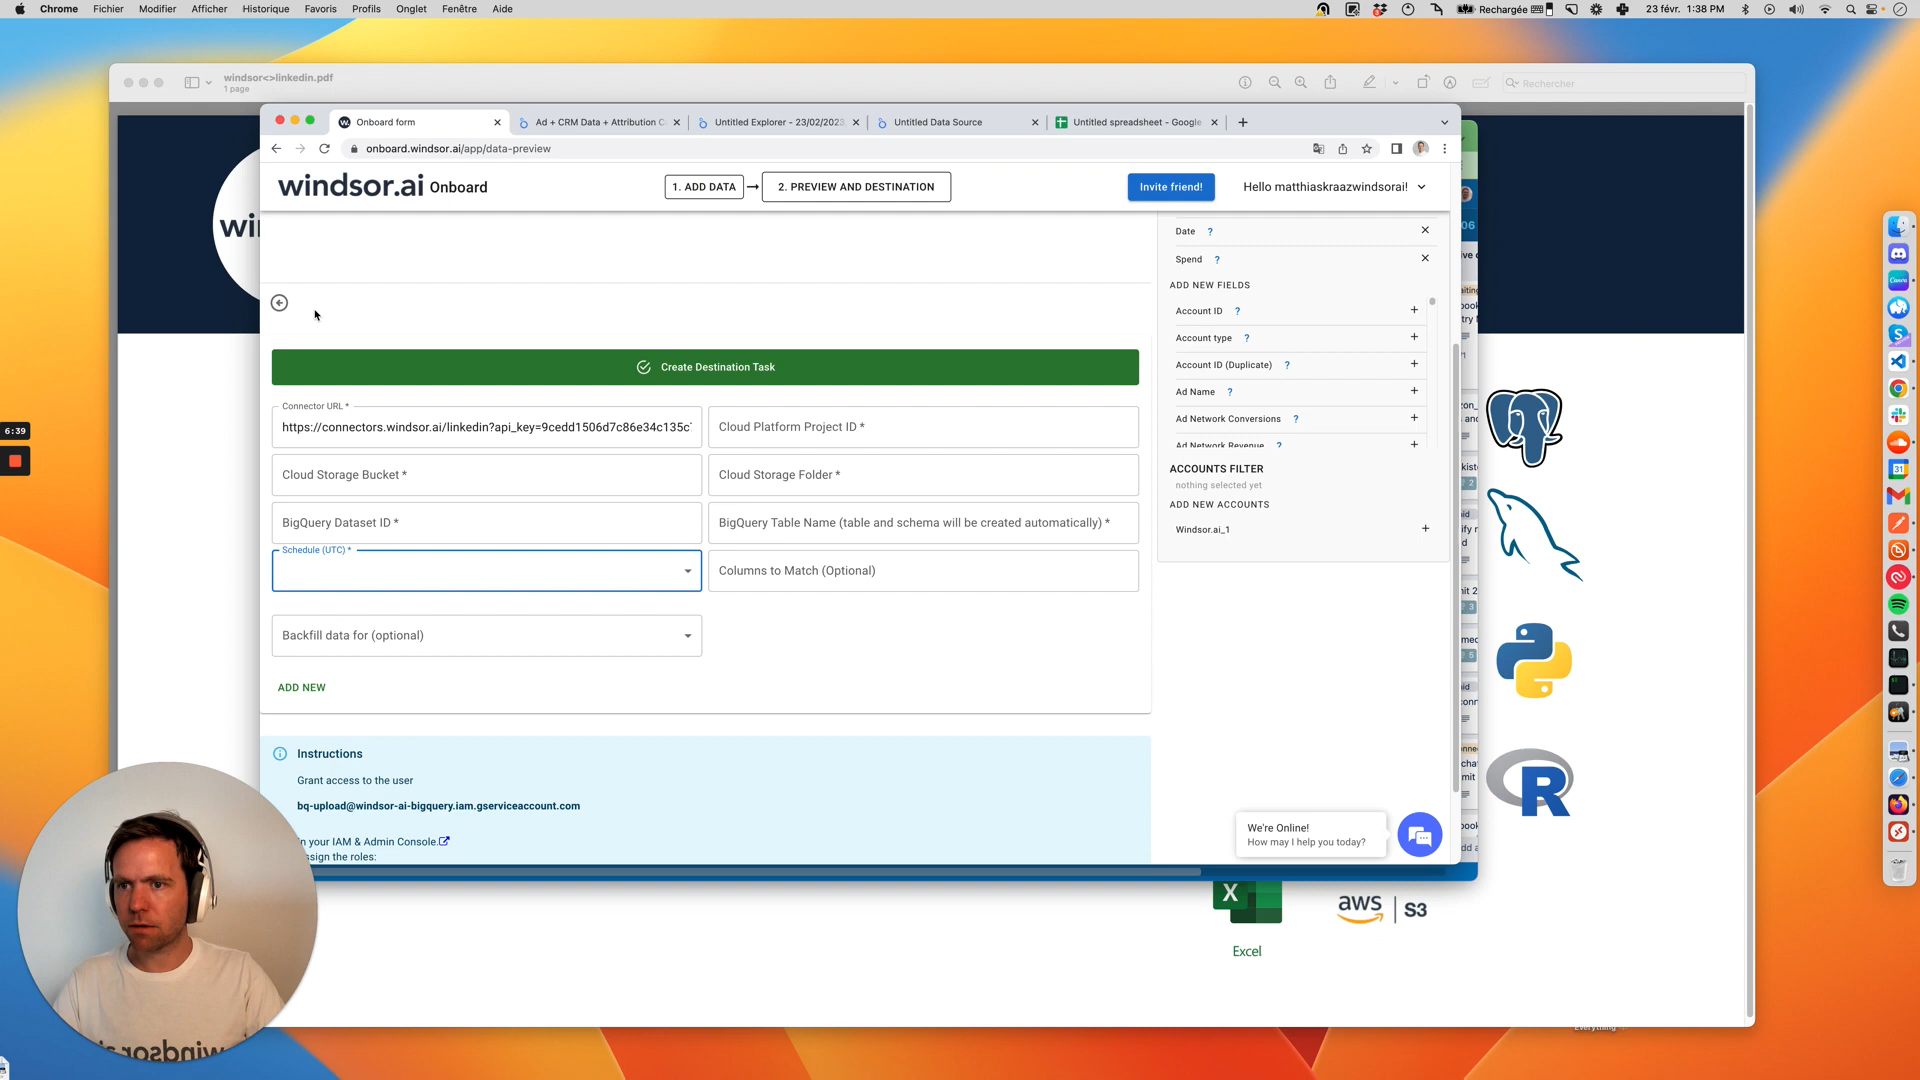 Chrome Fichier Modifier Afficher Historique Favoris Profils Onglet Fenêtre Aide
Rechargée 23 févr. 1:38 PM
windsor<>linkedin.pdf
1 page
Rechercher
Onboard form
Ad + CRM Data + Attribution C
Untitled Explorer - 23/02/2023
Untitled Data Source
Untitled spreadsheet - Google
onboard.windsor.ai/app/data-preview
windsor.ai Onboard
1. ADD DATA
2. PREVIEW AND DESTINATION
Invite friend!
Hello matthiaskraazwindsorai!
Date ?
Spend ?
ADD NEW FIELDS
Account ID ?
Account type ?
Account ID (Duplicate) ?
Ad Name ?
Ad Network Conversions ?
Ad Network Revenue ?
ACCOUNTS FILTER
nothing selected yet
ADD NEW ACCOUNTS
Windsor.ai_1
Create Destination Task
Connector URL *
https://connectors.windsor.ai/linkedin?api_key=9cedd1506d7c86e34c135c
Cloud Platform Project ID *
Cloud Storage Bucket *
Cloud Storage Folder *
BigQuery Dataset ID *
BigQuery Table Name (table and schema will be created automatically) *
Schedule (UTC) *
Columns to Match (Optional)
Backfill data for (optional)
ADD NEW
Instructions
Grant access to the user
bq-upload@windsor-ai-bigquery.iam.gserviceaccount.com
n your IAM & Admin Console.
ssign the roles:
We're Online!
How may I help you today?
6:39
wi
Excel
aws S3
windsorai